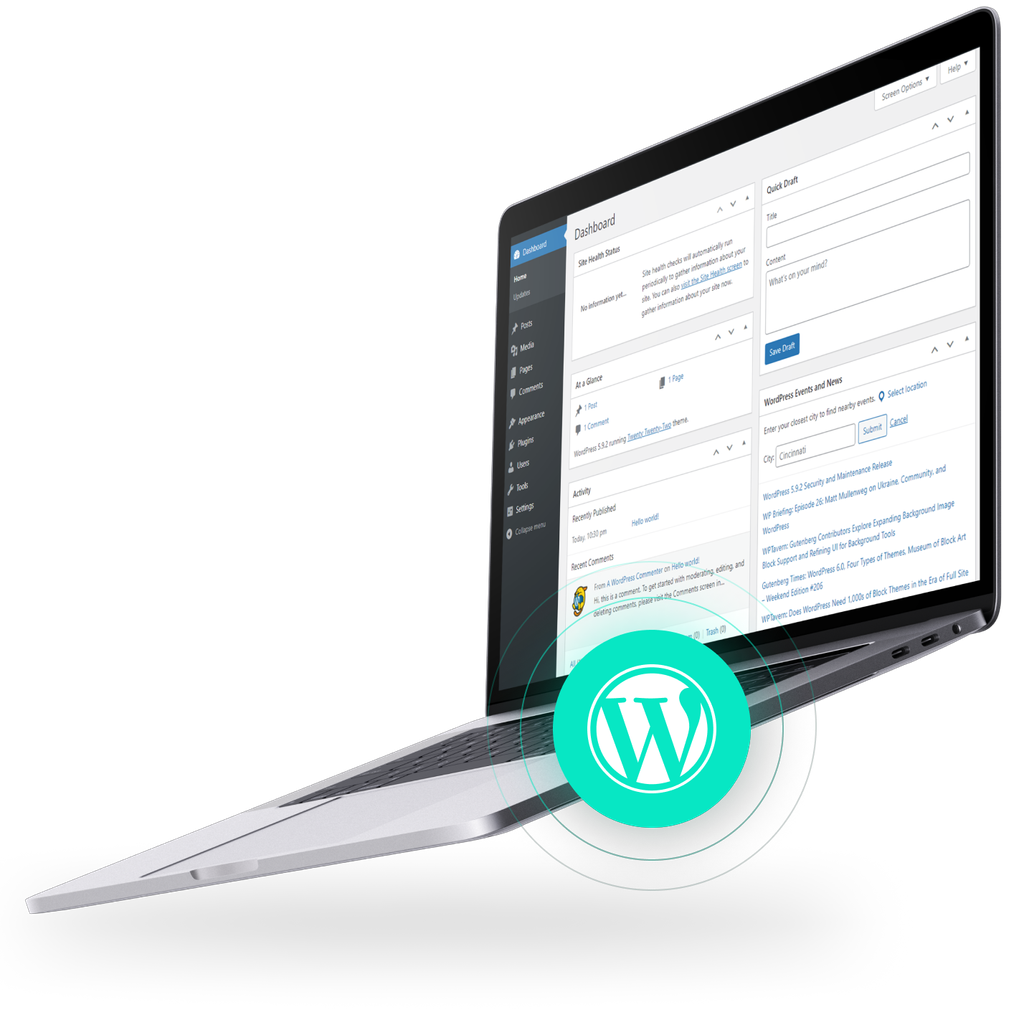 Screen Options
Help
Dashboard
Home
Updates
Posts
Media
Pages
Comments
Appearance
Plugins
Users
Tools
Settings
Collapse menu
Dashboard
Site Health Status
No information yet...
Site health checks will automatically run
periodically to gather information about your
site. You can also visit the Site Health screen to
gather information about your site now.
At a Glance
1 Post
1 Page
1 Comment
WordPress 5.9.2 running Twenty Twenty-Two theme.
Activity
Recently Published
Today, 10:30 pm
Hello world!
Recent Comments
From A WordPress Commenter on Hello world!
Hi, this is a comment. To get started with moderating, editing, and
deleting comments, please visit the Comments screen in...
Trash (0)
Quick Draft
Title
Content
What's on your mind?
Save Draft
WordPress Events and News
Enter your closest city to find nearby events.
Select location
City:
Cincinnati
Submit
Cancel
WordPress 5.9.2 Security and Maintenance Release
WP Briefing: Episode 26: Matt Mullenweg on Ukraine, Community, and
WordPress
WPTavern: Gutenberg Contributors Explore Expanding Background Image
Block Support and Refining UI for Background Tools
Gutenberg Times: WordPress 6.0, Four Types of Themes, Museum of Block Art
– Weekend Edition #206
WPTavern: Does WordPress Need 1,000s of Block Themes in the Era of Full Site
W